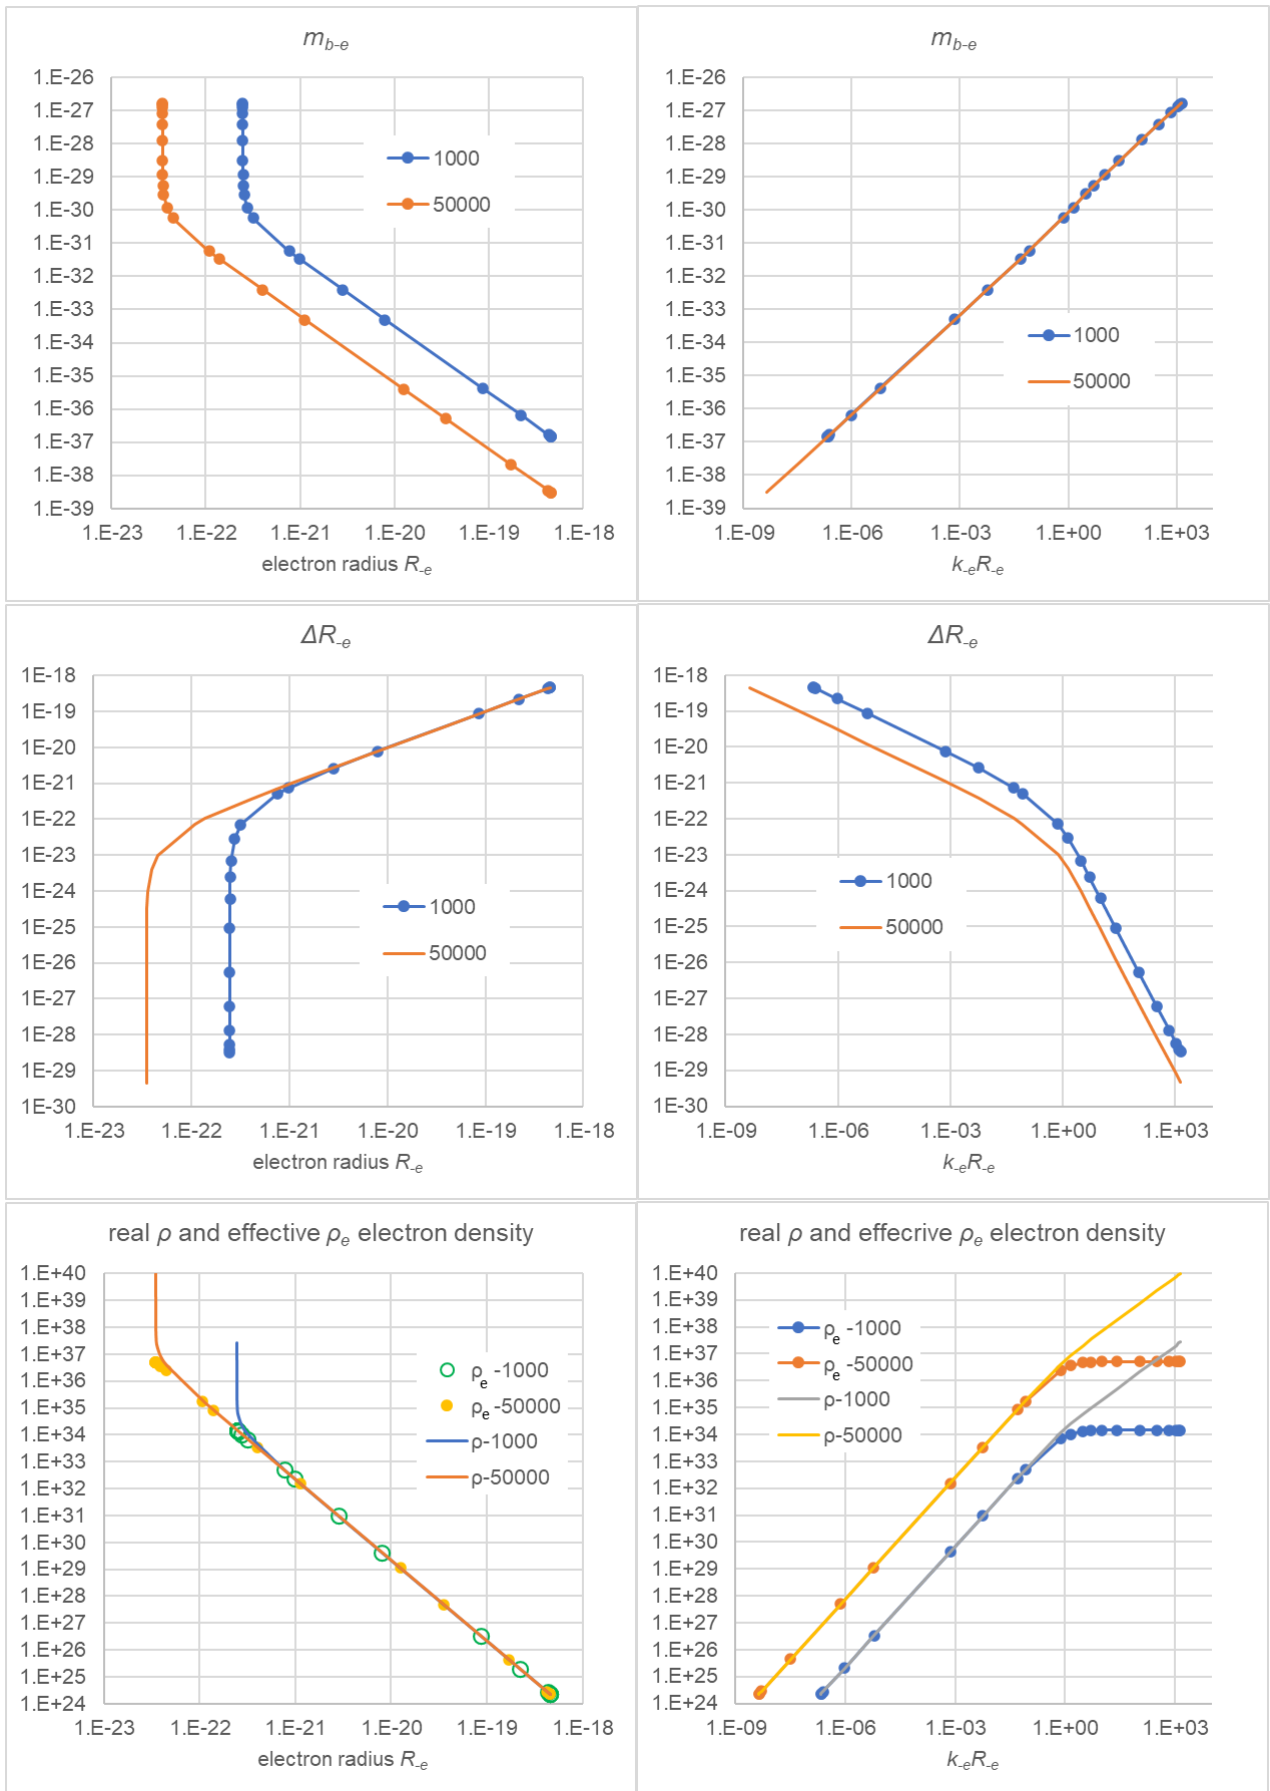 m_b-e
1.E-26
1.E-27
1.E-28
1.E-29
1.E-30
1.E-31
1.E-32
1.E-33
1.E-34
1.E-35
1.E-36
1.E-37
1.E-38
1.E-39
1000
50000
1.E-23 1.E-22 1.E-21 1.E-20 1.E-19 1.E-18
electron radius R_-e
m_b-e
1.E-26
1.E-27
1.E-28
1.E-29
1.E-30
1.E-31
1.E-32
1.E-33
1.E-34
1.E-35
1.E-36
1.E-37
1.E-38
1.E-39
1000
50000
1.E-09 1.E-06 1.E-03 1.E+00 1.E+03
k_-eR_-e
ΔR_-e
1E-18
1E-19
1E-20
1E-21
1E-22
1E-23
1E-24
1E-25
1E-26
1E-27
1E-28
1E-29
1E-30
1000
50000
1.E-23 1.E-22 1.E-21 1.E-20 1.E-19 1.E-18
electron radius R_-e
ΔR_-e
1E-18
1E-19
1E-20
1E-21
1E-22
1E-23
1E-24
1E-25
1E-26
1E-27
1E-28
1E-29
1E-30
1000
50000
1.E-09 1.E-06 1.E-03 1.E+00 1.E+03
k_-eR_-e
real ρ and effective ρ_e electron density
1.E+40
1.E+39
1.E+38
1.E+37
1.E+36
1.E+35
1.E+34
1.E+33
1.E+32
1.E+31
1.E+30
1.E+29
1.E+28
1.E+27
1.E+26
1.E+25
1.E+24
ρ_e -1000
ρ_e -50000
ρ-1000
ρ-50000
1.E-23 1.E-22 1.E-21 1.E-20 1.E-19 1.E-18
electron radius R_-e
real ρ and effecrive ρ_e electron density
1.E+40
1.E+39
1.E+38
1.E+37
1.E+36
1.E+35
1.E+34
1.E+33
1.E+32
1.E+31
1.E+30
1.E+29
1.E+28
1.E+27
1.E+26
1.E+25
1.E+24
ρ_e -1000
ρ_e -50000
ρ-1000
ρ-50000
1.E-09 1.E-06 1.E-03 1.E+00 1.E+03
k_-eR_-e